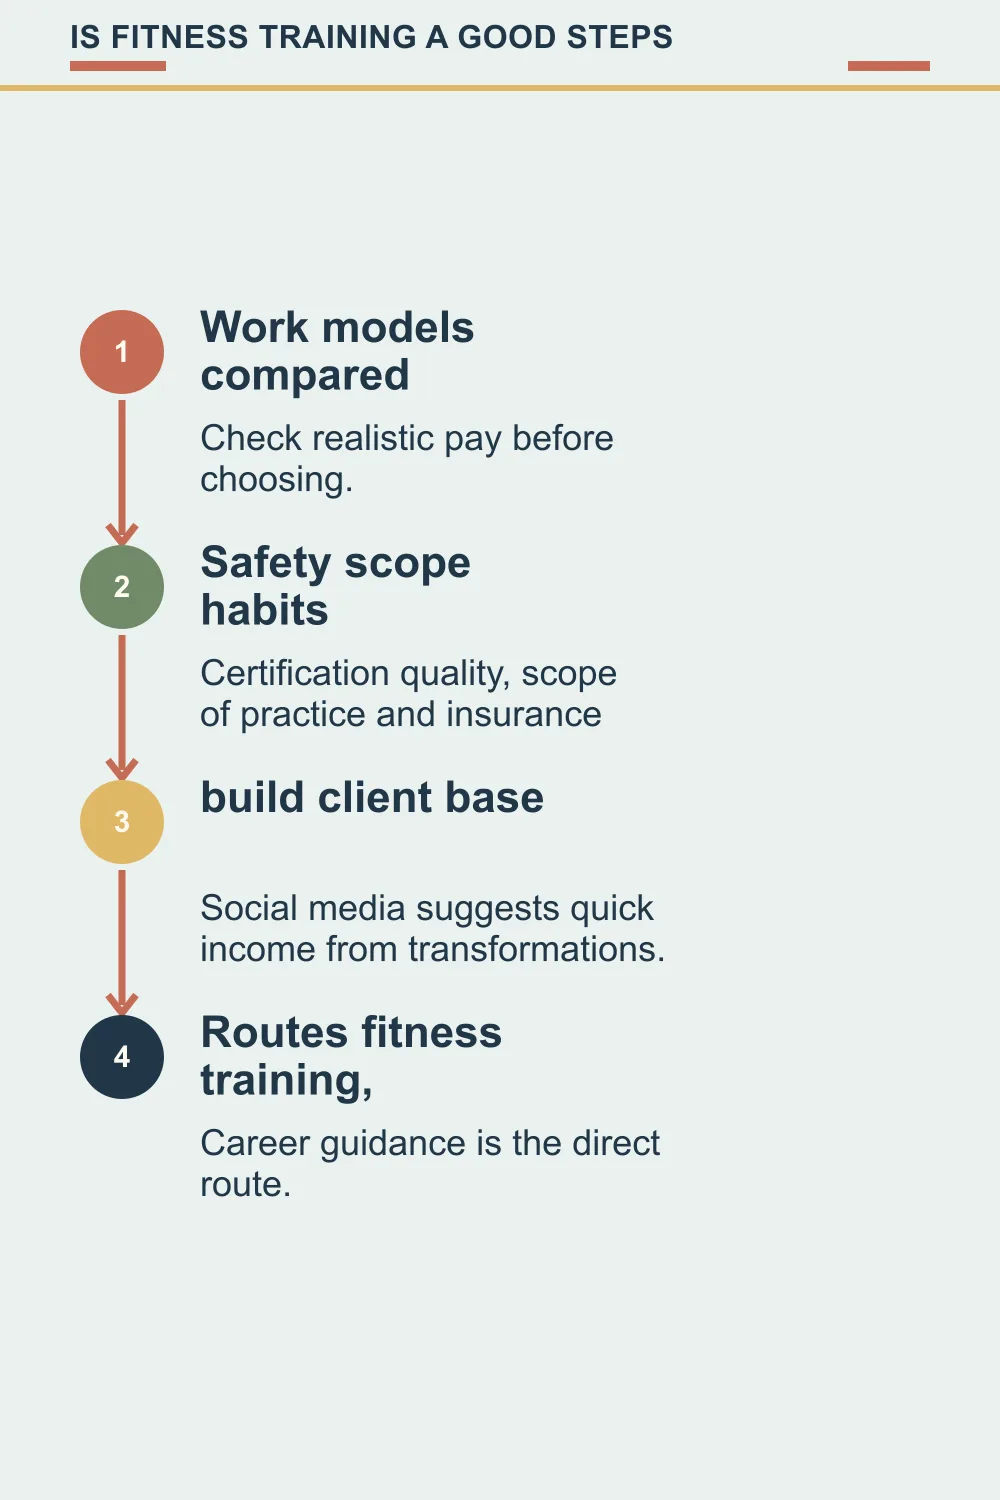 IS FITNESS TRAINING A GOOD STEPS
1
Work models
compared
Check realistic pay before
choosing.
2
Safety scope
habits
Certification quality, scope
of practice and insurance
3
build client base
Social media suggests quick
income from transformations.
4
Routes fitness
training,
Career guidance is the direct
route.